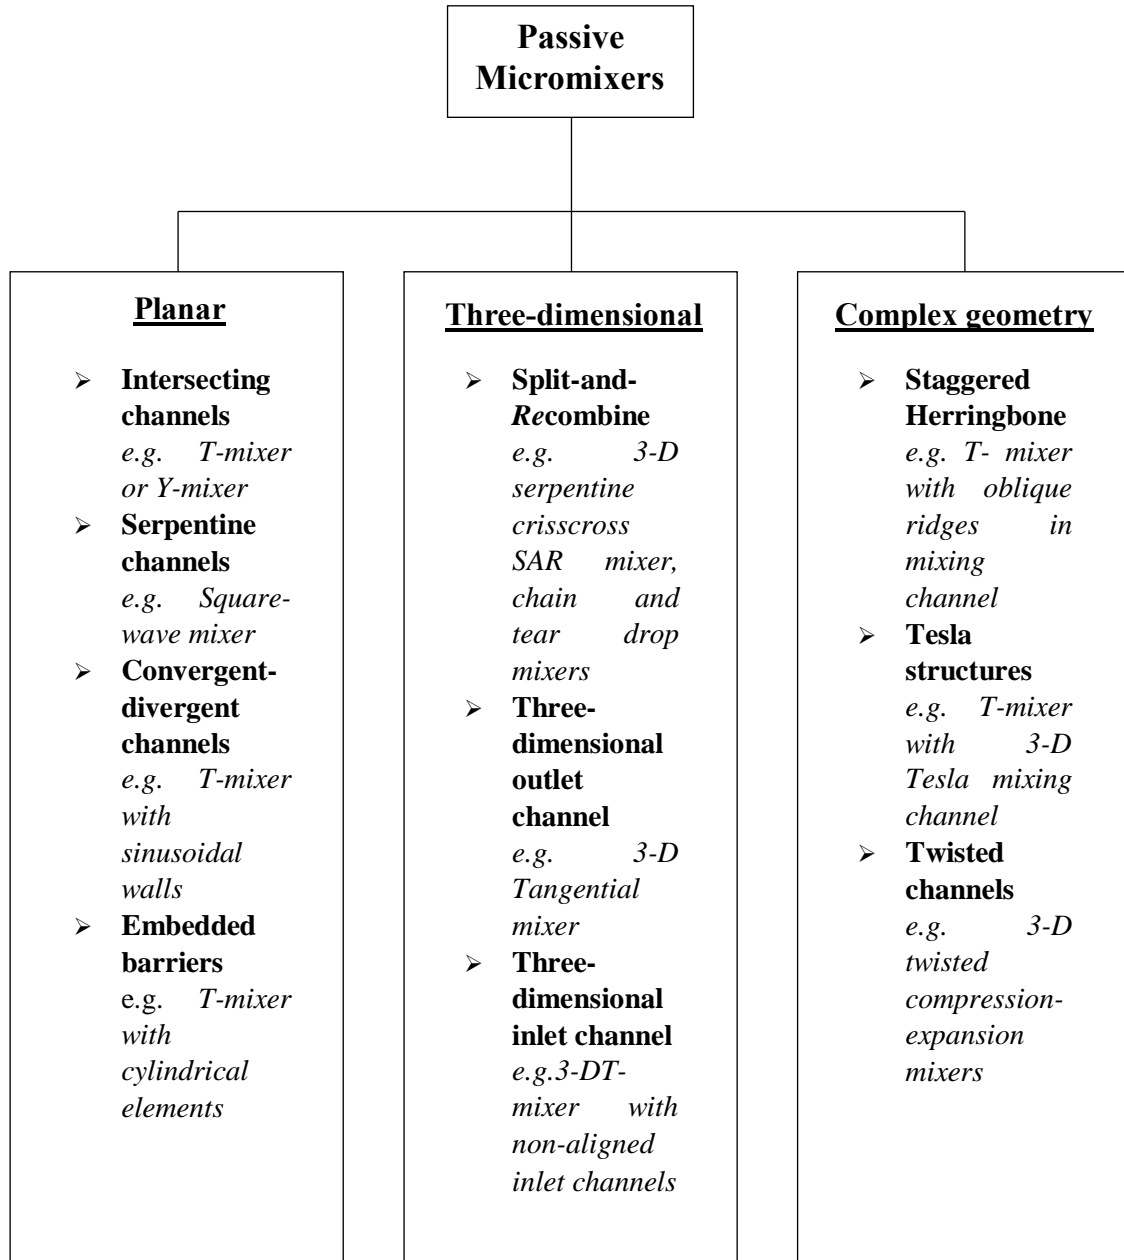 Passive
Micromixers
Planar
➢ Intersecting
channels
e.g. T-mixer
or Y-mixer
➢ Serpentine
channels
e.g. Square-
wave mixer
➢ Convergent-
divergent
channels
e.g. T-mixer
with
sinusoidal
walls
➢ Embedded
barriers
e.g. T-mixer
with
cylindrical
elements
Three-dimensional
➢ Split-and-
Recombine
e.g. 3-D
serpentine
crisscross
SAR mixer,
chain and
tear drop
mixers
➢ Three-
dimensional
outlet
channel
e.g. 3-D
Tangential
mixer
➢ Three-
dimensional
inlet channel
e.g.3-DT-
mixer with
non-aligned
inlet channels
Complex geometry
➢ Staggered
Herringbone
e.g. T- mixer
with oblique
ridges in
mixing
channel
➢ Tesla
structures
e.g. T-mixer
with 3-D
Tesla mixing
channel
➢ Twisted
channels
e.g. 3-D
twisted
compression-
expansion
mixers